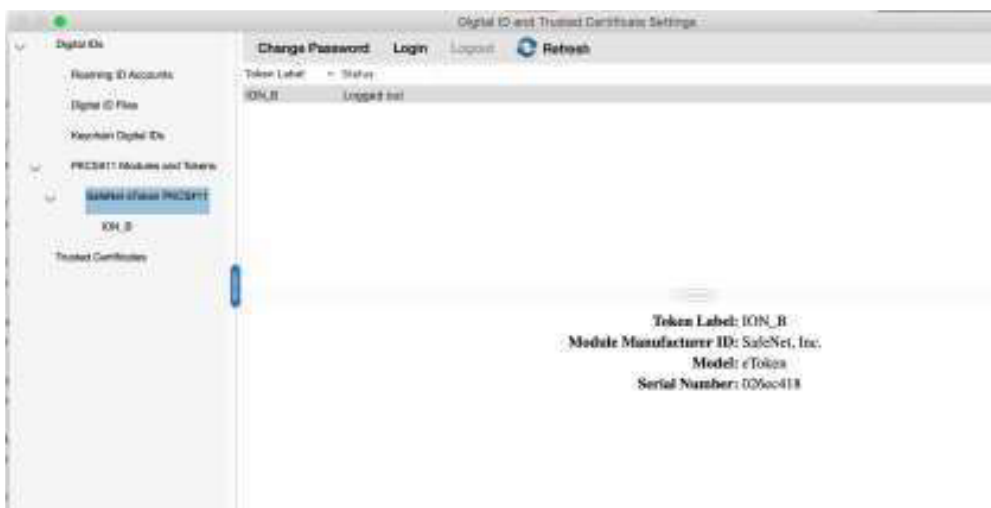 Digital ID and Trusted Certificate Settings
Digital IDs
Roaming ID Accounts
Digital ID Files
Keychain Digital IDs
PKCS#11 Modules and Tokens
SafeNet eToken PKCS#11
ION_B
Trusted Certificates
Change Password Login Logout Refresh
Token Label Status
ION_B Logged out
Token Label: ION_B
Module Manufacturer ID: SafeNet, Inc.
Model: eToken
Serial Number: 026ec418